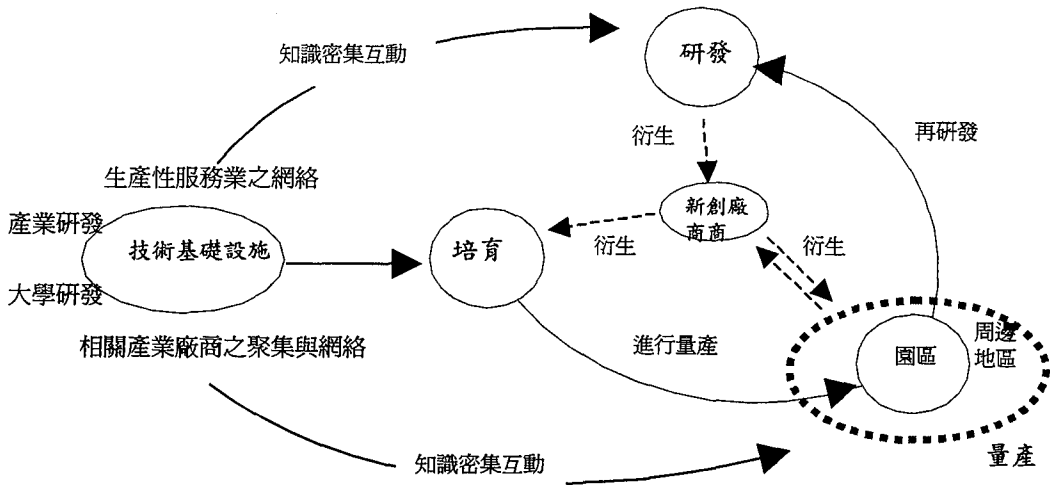 知識密集互動
研發
再研發
衍生
生產性服務業之網絡
產業研發
技術基礎設施
大學研發
相關產業廠商之聚集與網絡
培育
衍生
新創廠
商商
衍生
進行量產
園區
周邊
地區
量產
知識密集互動